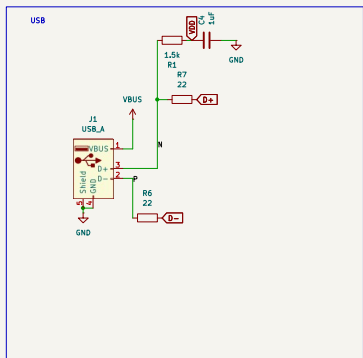 USB
VDD
C4
1uF
1.5k
R1
GND
R7
22
D+
VBUS
J1
USB_A
VBUS
1
N
D+
3
D-
2
P
Shield
GND
5
4
R6
22
D-
GND